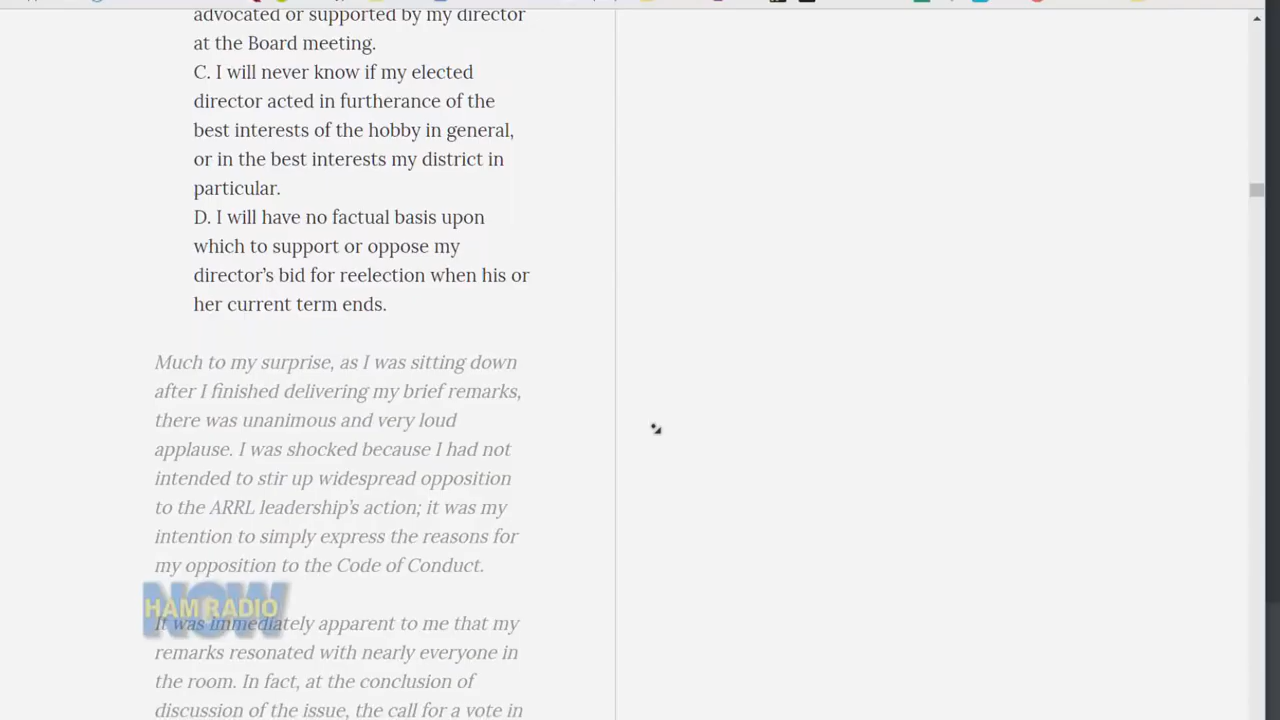 advocated or supported by my director
at the Board meeting.
C. I will never know if my elected
director acted in furtherance of the
best interests of the hobby in general,
or in the best interests my district in
particular.
D. I will have no factual basis upon
which to support or oppose my
director’s bid for reelection when his or
her current term ends.
Much to my surprise, as I was sitting down
after I finished delivering my brief remarks,
there was unanimous and very loud
applause. I was shocked because I had not
intended to stir up widespread opposition
to the ARRL leadership’s action; it was my
intention to simply express the reasons for
my opposition to the Code of Conduct.
NOW
HAM RADIO
It was immediately apparent to me that my
remarks resonated with nearly everyone in
the room. In fact, at the conclusion of
discussion of the issue, the call for a vote in